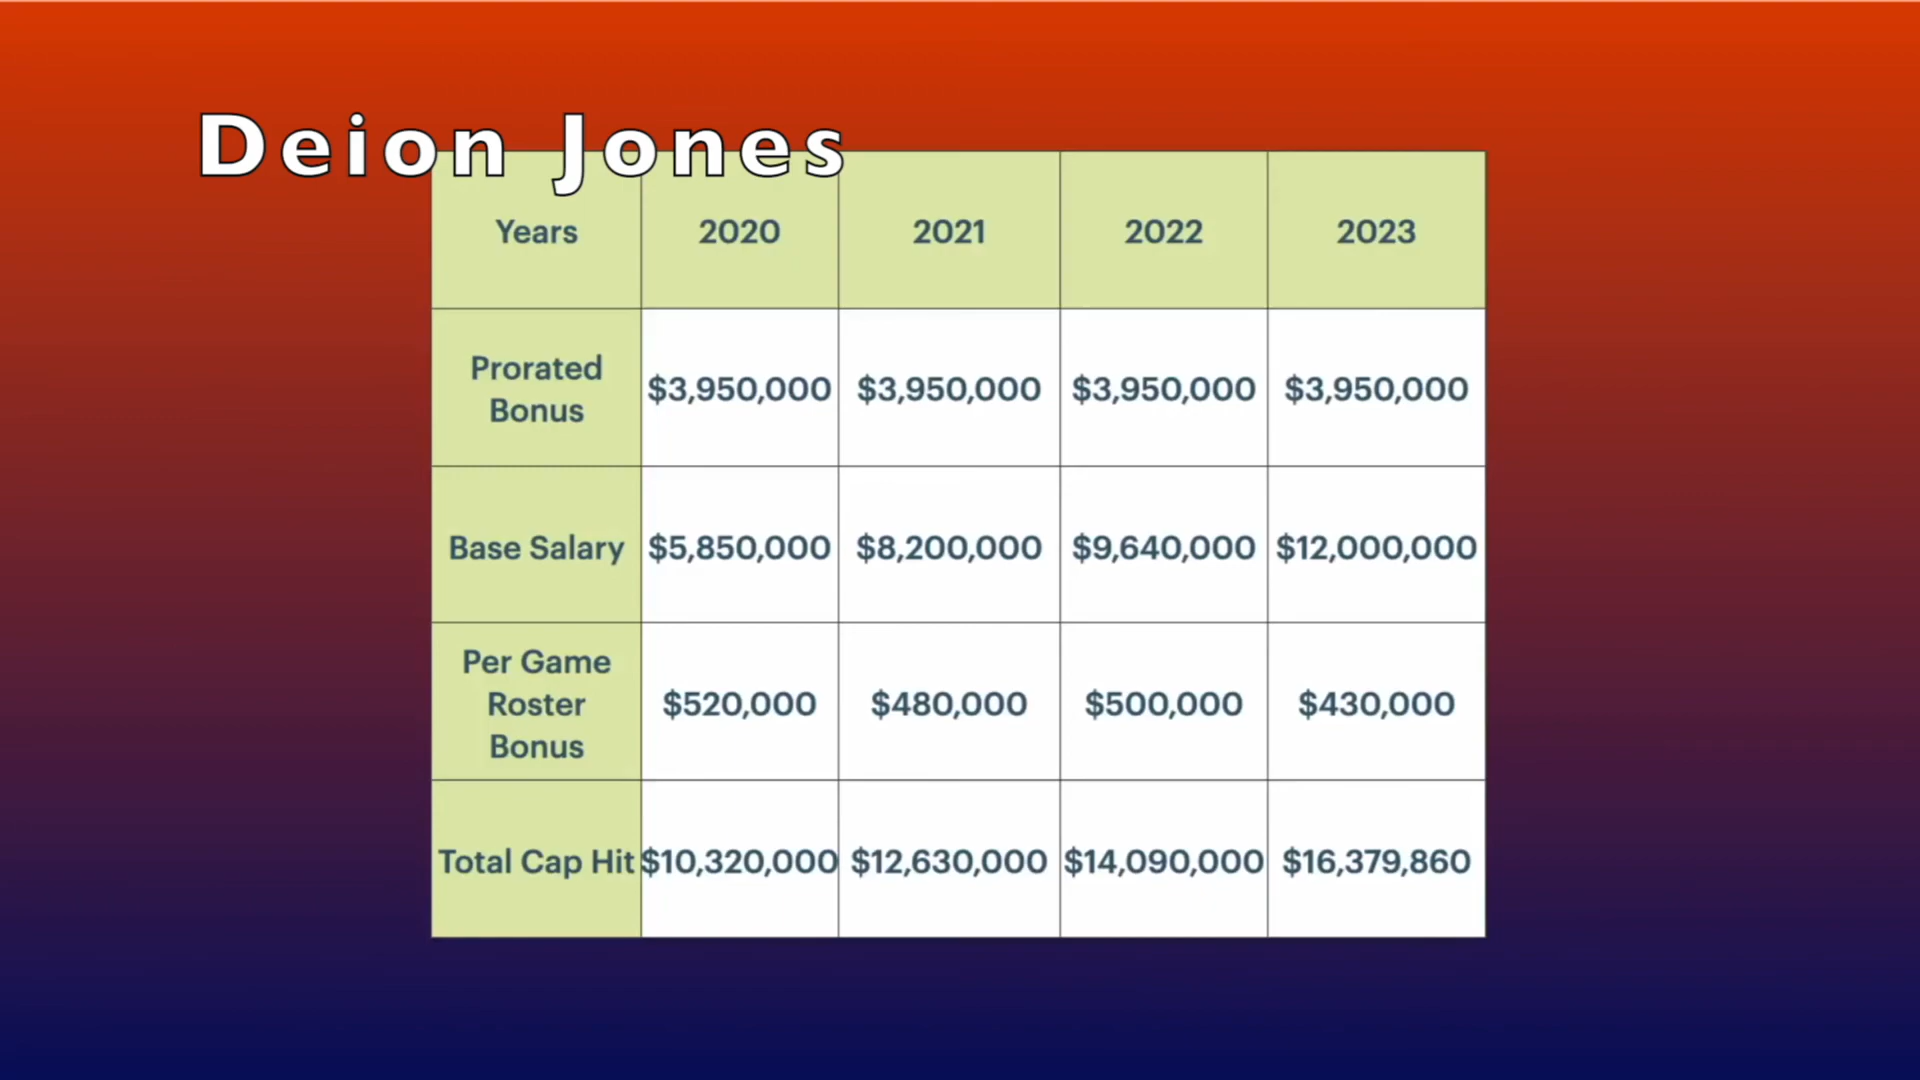 Deion Jones
Years 2020 2021 2022 2023
Prorated
Bonus
$3,950,000 $3,950,000 $3,950,000 $3,950,000
Base Salary $5,850,000 $8,200,000 $9,640,000 $12,000,000
Per Game
Roster
Bonus
$520,000 $480,000 $500,000 $430,000
Total Cap Hit $10,320,000 $12,630,000 $14,090,000 $16,379,860